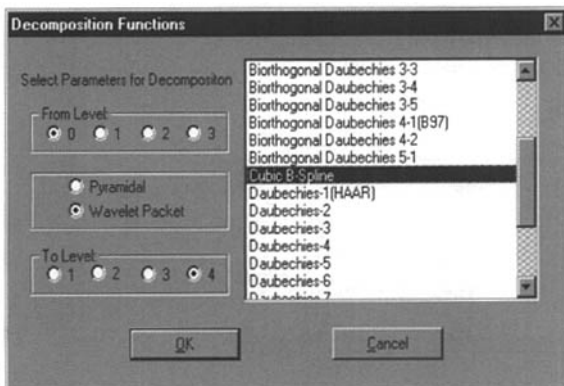 Decomposition Functions
Select Parameters for Decompositon
From Level:
0 1 2 3
Pyramidal
Wavelet Packet
To Level:
1 2 3 4
Biorthogonal Daubechies 3-3
Biorthogonal Daubechies 3-4
Biorthogonal Daubechies 3-5
Biorthogonal Daubechies 4-1(B97)
Biorthogonal Daubechies 4-2
Biorthogonal Daubechies 5-1
Cubic B-Spline
Daubechies-1(HAAR)
Daubechies-2
Daubechies-3
Daubechies-4
Daubechies-5
Daubechies-6
Daubechies-7
OK
Cancel